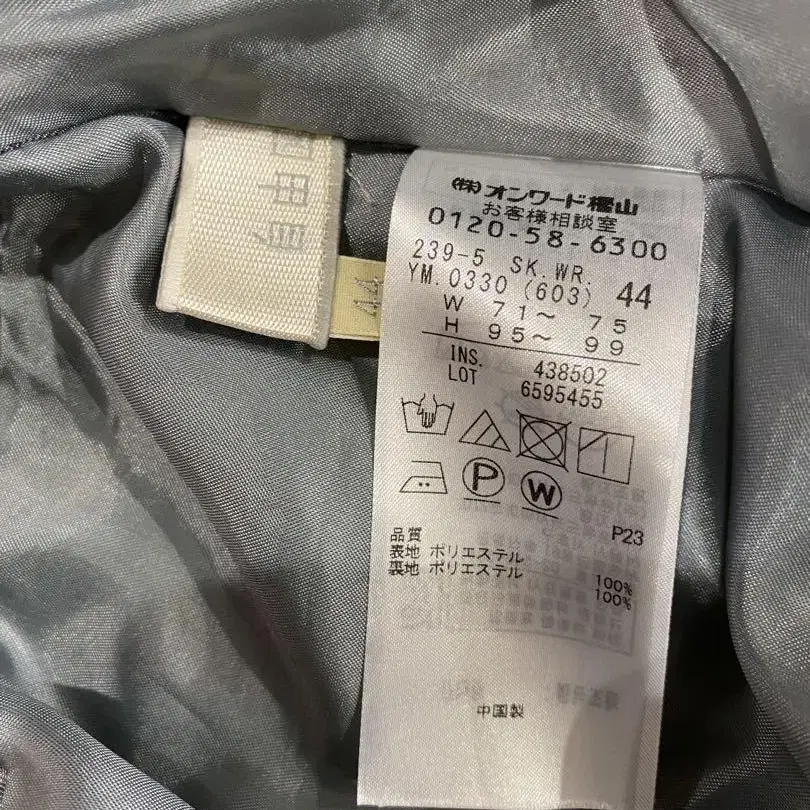 ㈱オンワード樫山
お客様相談室
0120-58-6300
239-5 SK.WR.
YM.0330 (603) 44
W 71〜 75
H 95〜 99
INS. 438502
LOT 6595455
P
W
P23
品質
表地 ポリエステル 100%
裏地 ポリエステル 100%
中国製
44